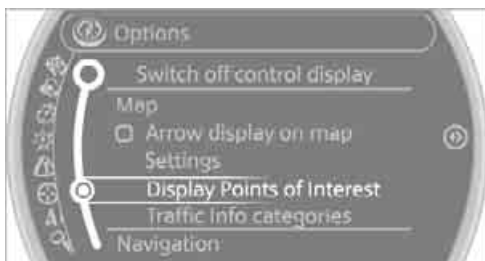 Options
Switch off control display
Map
Arrow display on map
Settings
Display Points of Interest
Traffic Info categories
Navigation